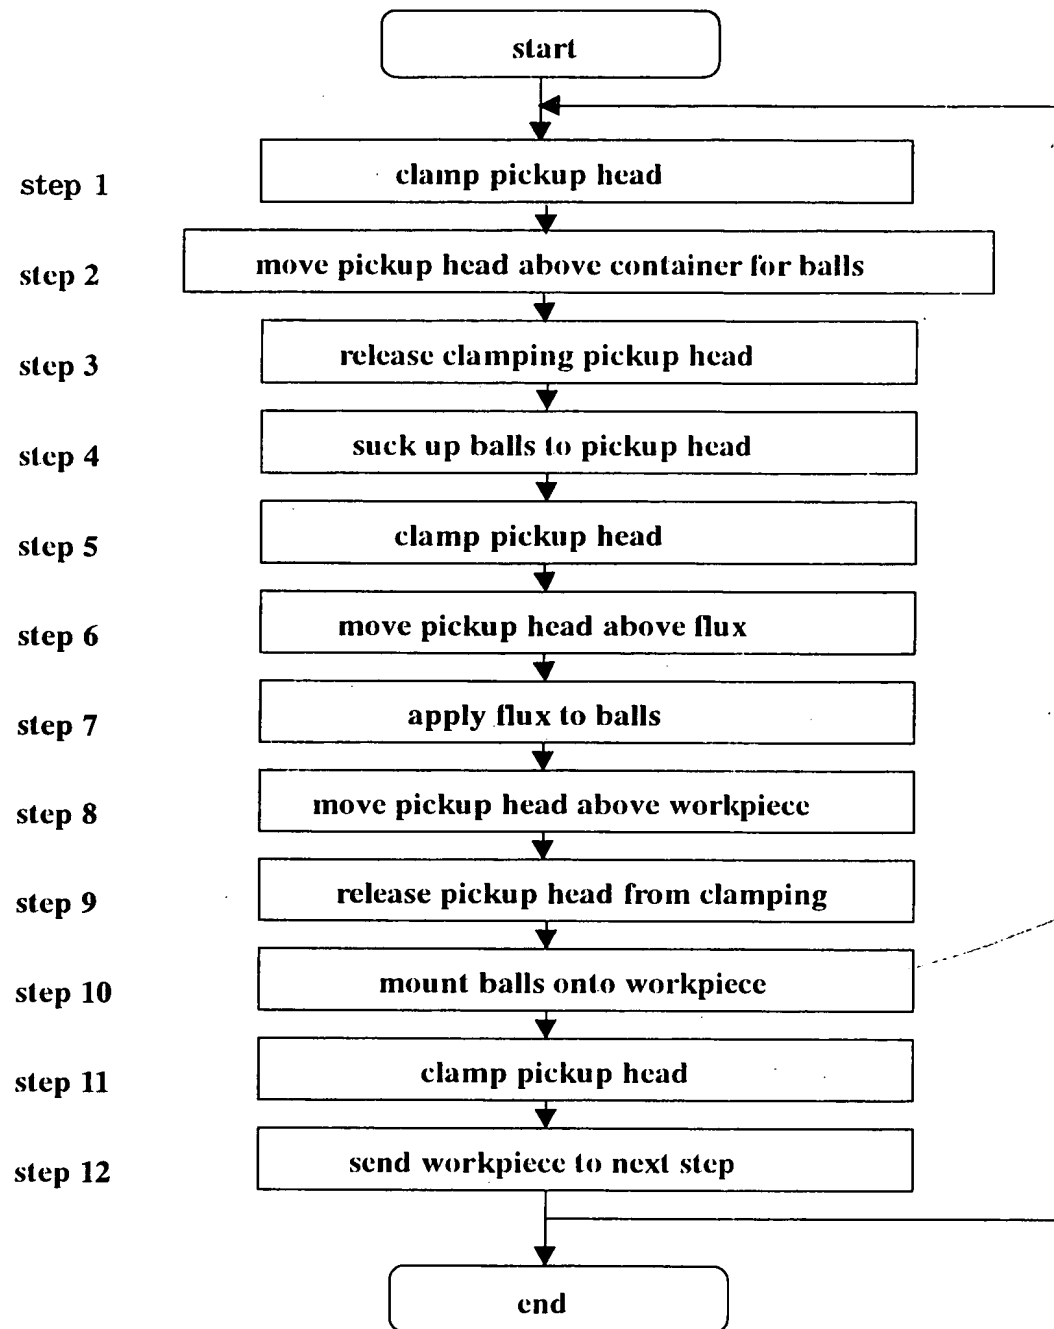 start
step 1 clamp pickup head
step 2 move pickup head above container for balls
step 3 release clamping pickup head
step 4 suck up balls to pickup head
step 5 clamp pickup head
step 6 move pickup head above flux
step 7 apply flux to balls
step 8 move pickup head above workpiece
step 9 release pickup head from clamping
step 10 mount balls onto workpiece
step 11 clamp pickup head
step 12 send workpiece to next step
end